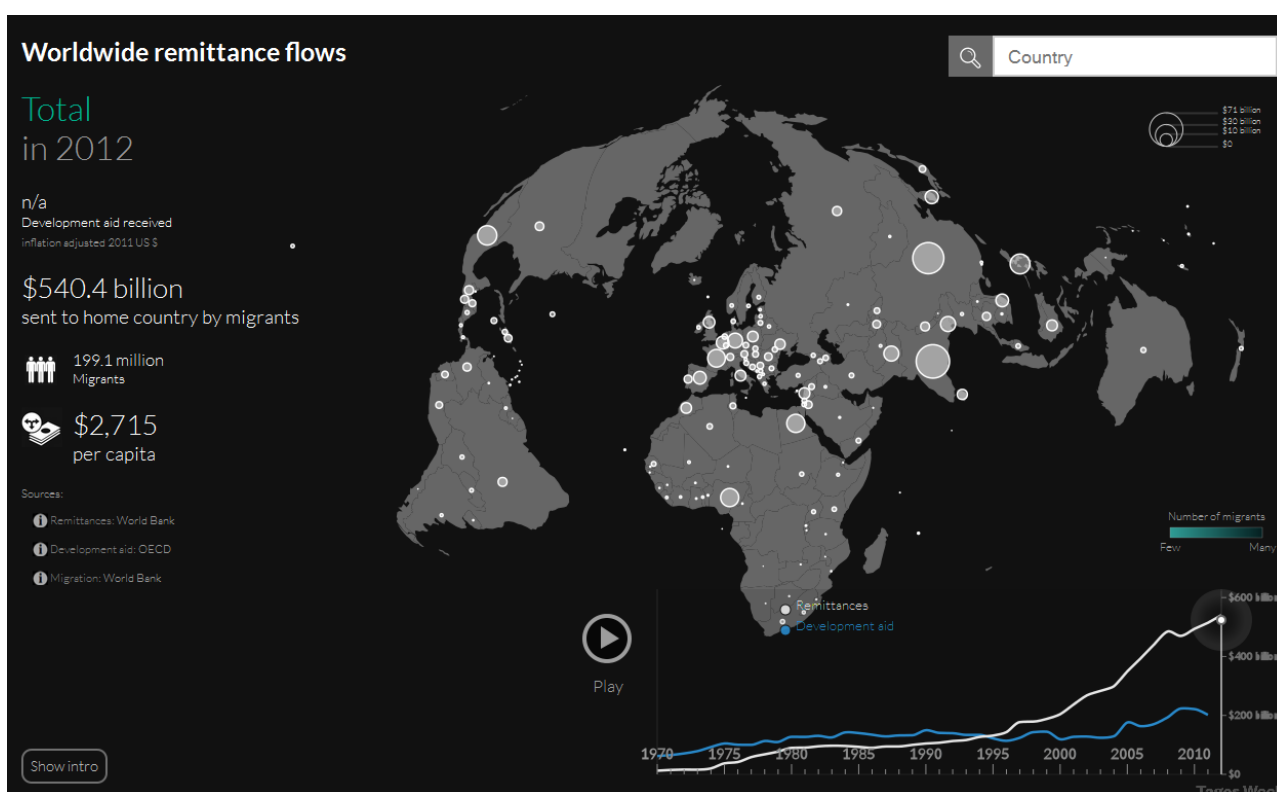 Worldwide remittance flows
Country
Total
in 2012
$71 billion
$30 billion
$10 billion
$0
n/a
Development aid received
inflation adjusted 2011 US $
$540.4 billion
sent to home country by migrants
199.1 million
Migrants
$2,715
per capita
Sources:
Remittances: World Bank
Development aid: OECD
Migration: World Bank
Number of migrants
Few Many
Remittances
Development aid
$600 billion
$400 billion
$200 billion
$0
Play
1970 1975 1980 1985 1990 1995 2000 2005 2010
Show intro